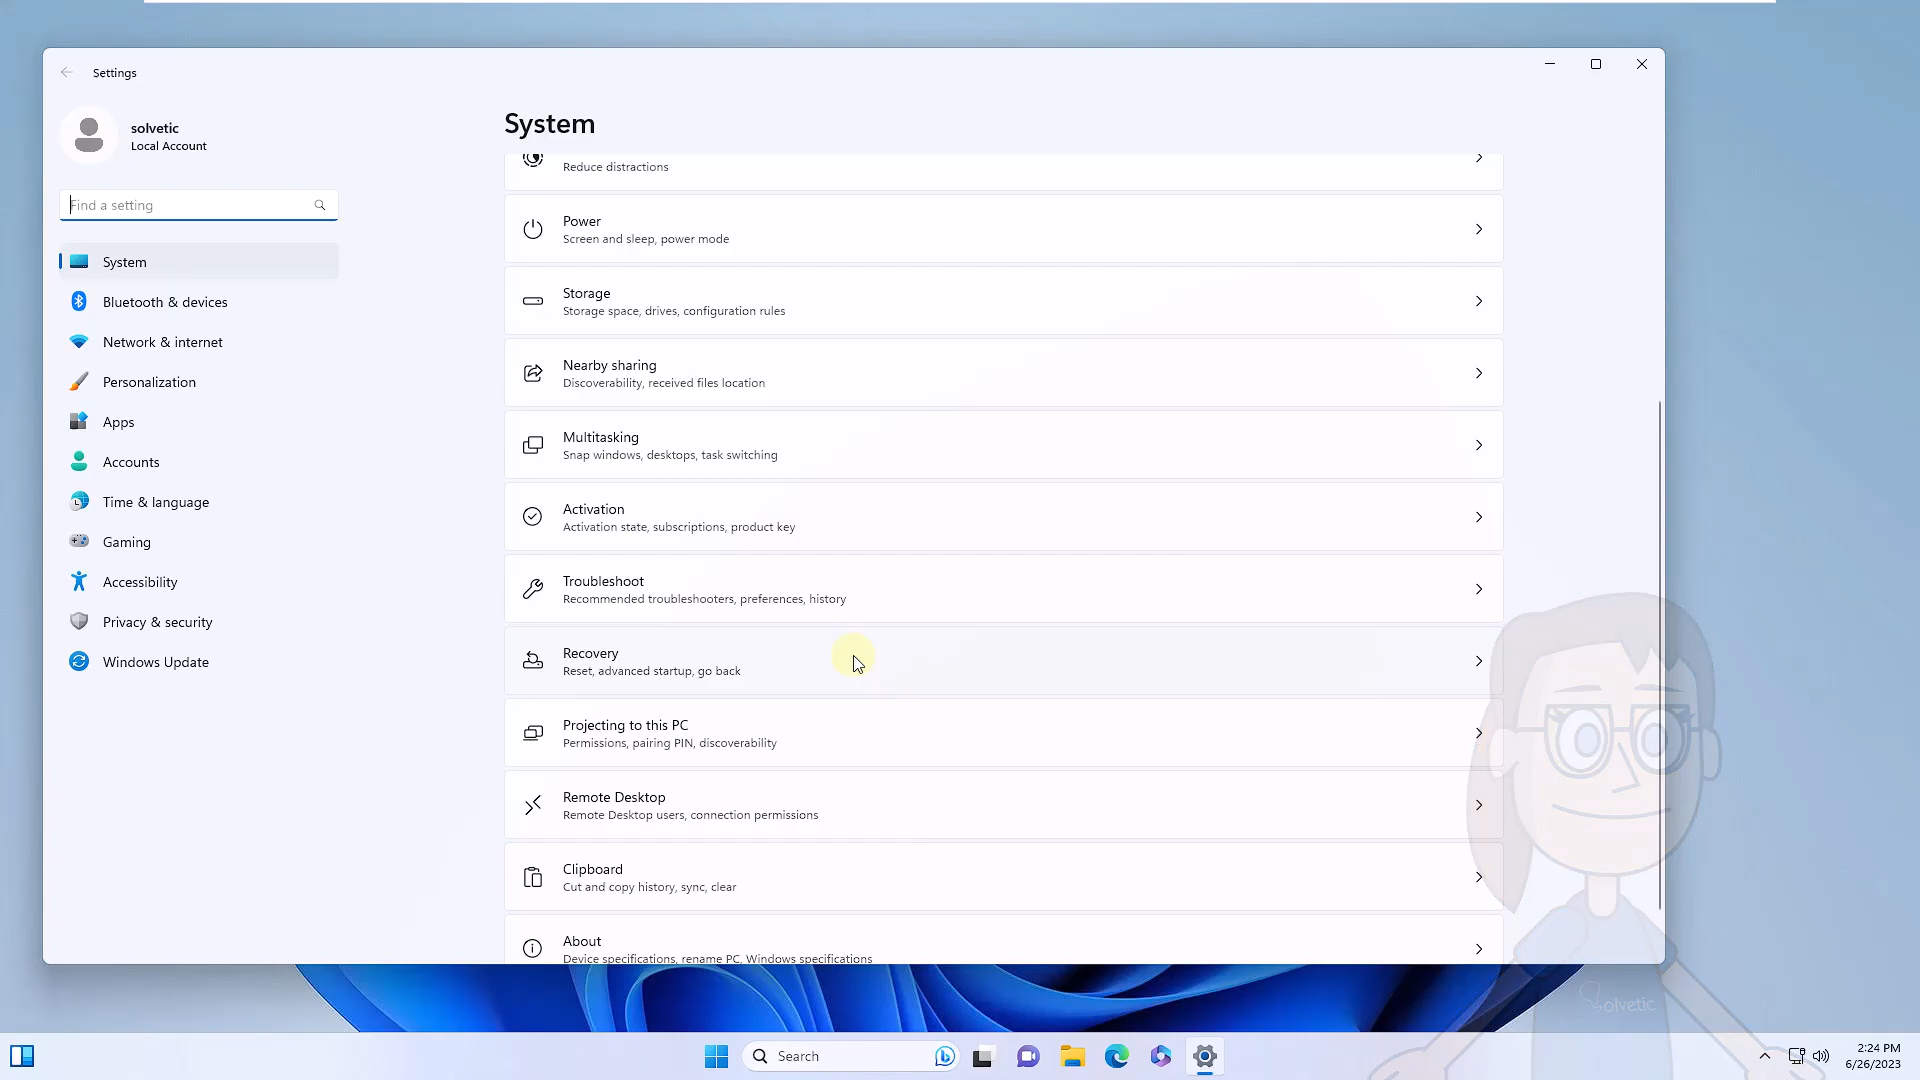 Settings
solvetic
Local Account
Find a setting
System
Bluetooth & devices
Network & internet
Personalization
Apps
Accounts
Time & language
Gaming
Accessibility
Privacy & security
Windows Update
System
Reduce distractions
Power
Screen and sleep, power mode
Storage
Storage space, drives, configuration rules
Nearby sharing
Discoverability, received files location
Multitasking
Snap windows, desktops, task switching
Activation
Activation state, subscriptions, product key
Troubleshoot
Recommended troubleshooters, preferences, history
Recovery
Reset, advanced startup, go back
Projecting to this PC
Permissions, pairing PIN, discoverability
Remote Desktop
Remote Desktop users, connection permissions
Clipboard
Cut and copy history, sync, clear
About
Device specifications, rename PC, Windows specifications
Solvetic
Search
2:24 PM
6/26/2023